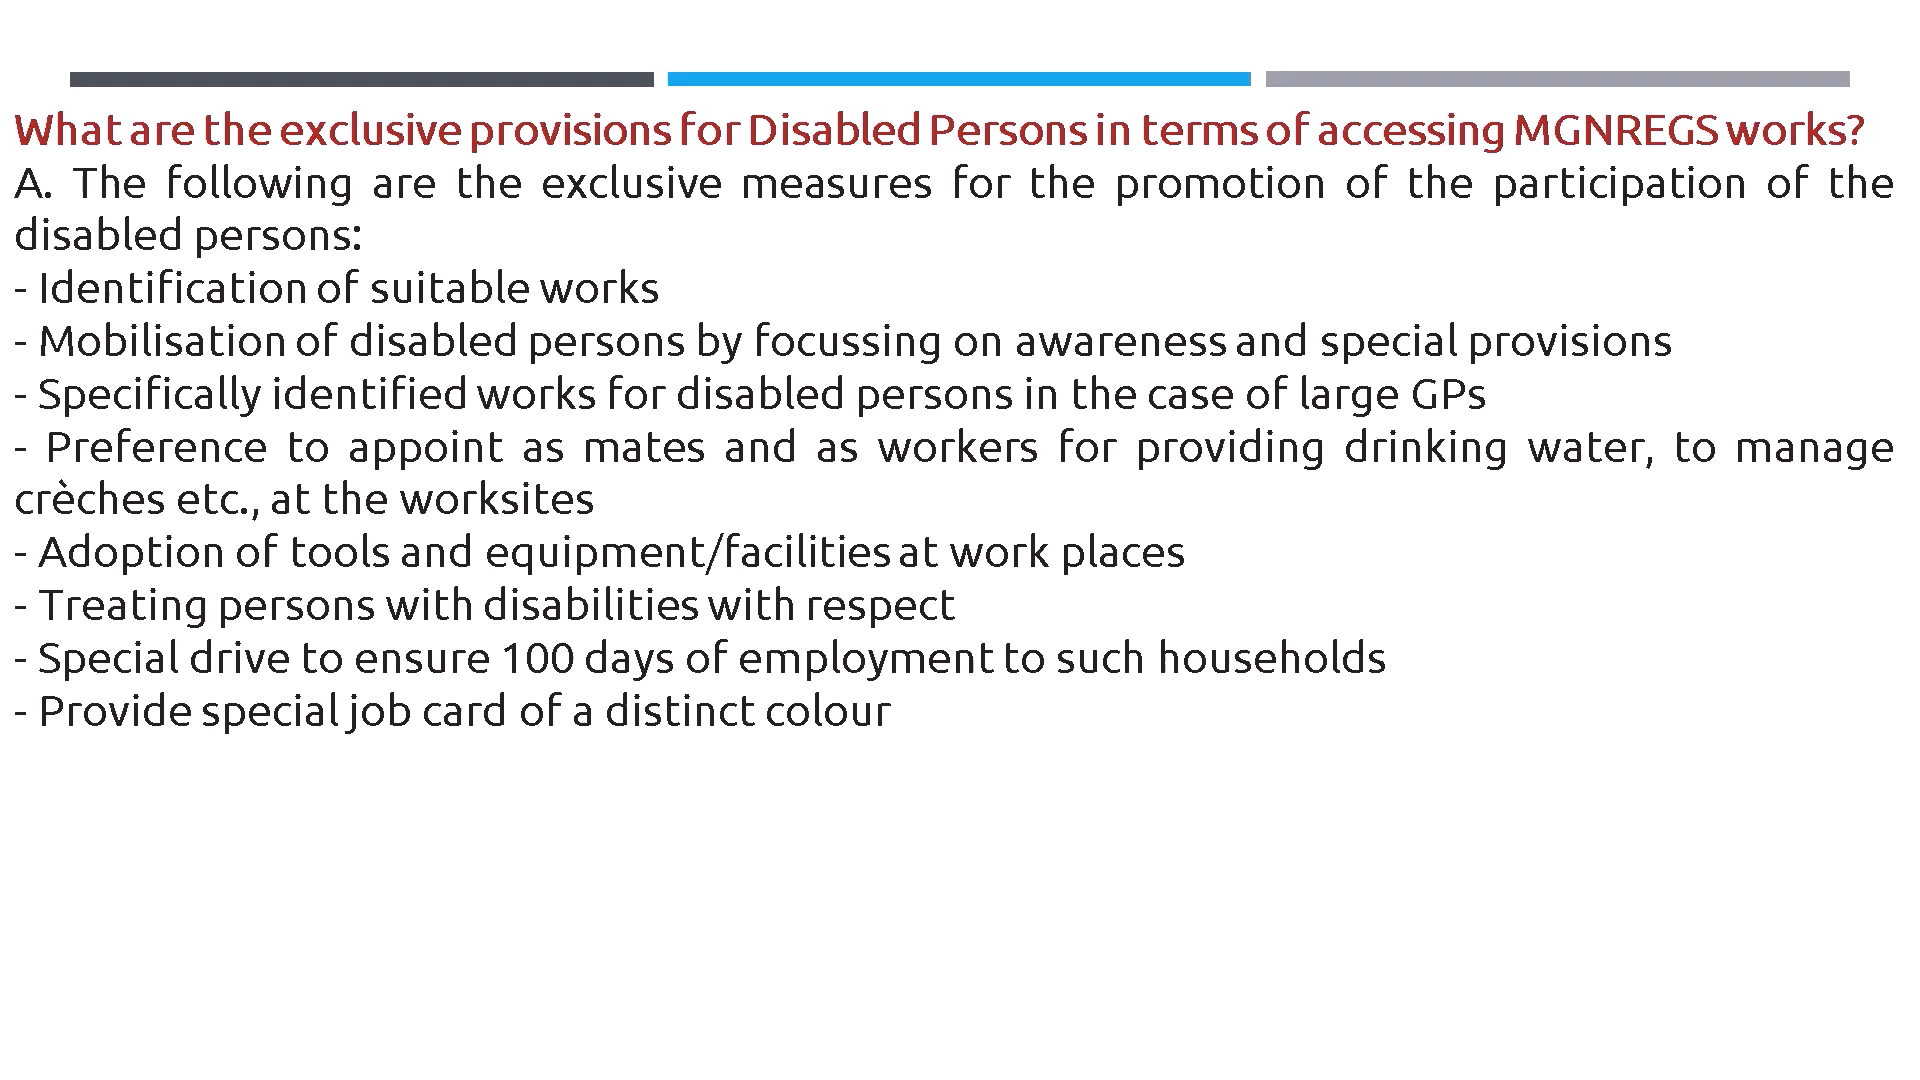 What are the exclusive provisions for Disabled Persons in terms of accessing MGNREGS works?
A. The following are the exclusive measures for the promotion of the participation of the
disabled persons:
- Identification of suitable works
- Mobilisation of disabled persons by focussing on awareness and special provisions
- Specifically identified works for disabled persons in the case of large GPs
- Preference to appoint as mates and as workers for providing drinking water, to manage
crèches etc., at the worksites
- Adoption of tools and equipment/facilities at work places
- Treating persons with disabilities with respect
- Special drive to ensure 100 days of employment to such households
- Provide special job card of a distinct colour